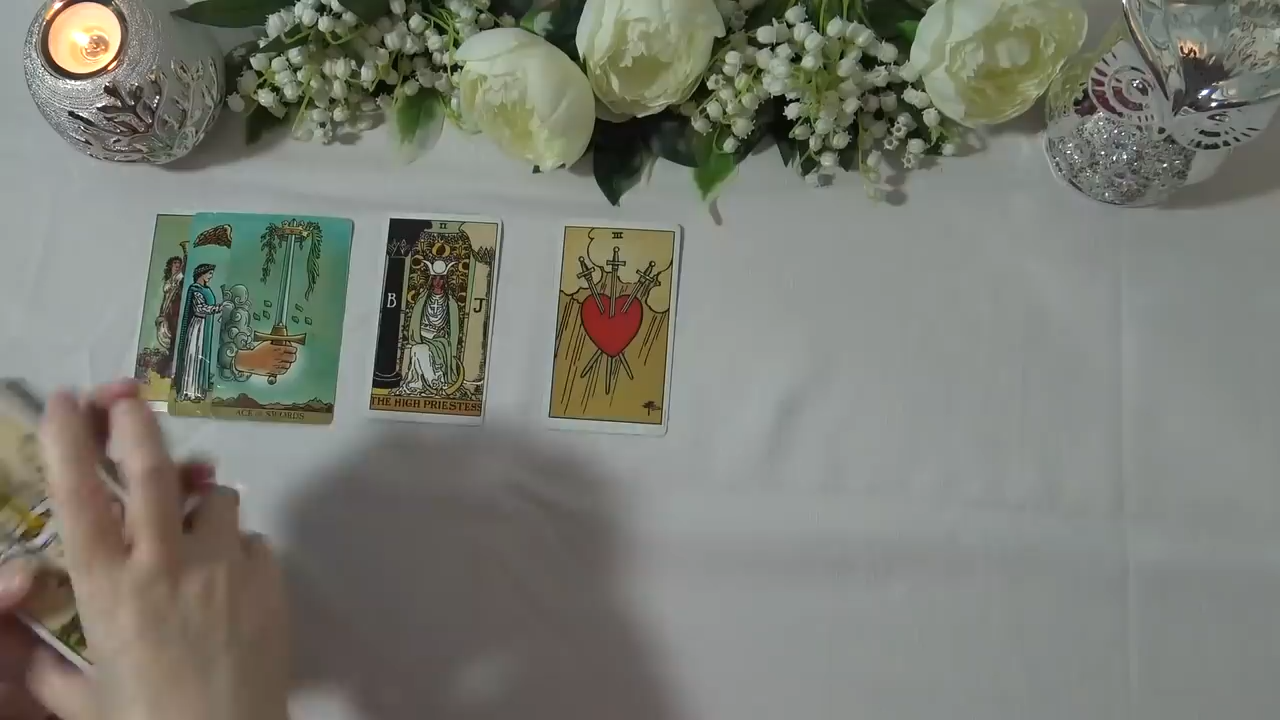 ACE of SWORDS
II
B
J
THE HIGH PRIESTESS
III